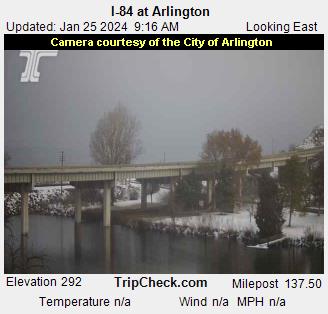 I-84 at Arlington
Updated: Jan 25 2024 9:16 AM Looking East
Camera courtesy of the City of Arlington
Elevation 292 TripCheck.com Milepost 137.50
Temperature n/a Wind n/a MPH n/a